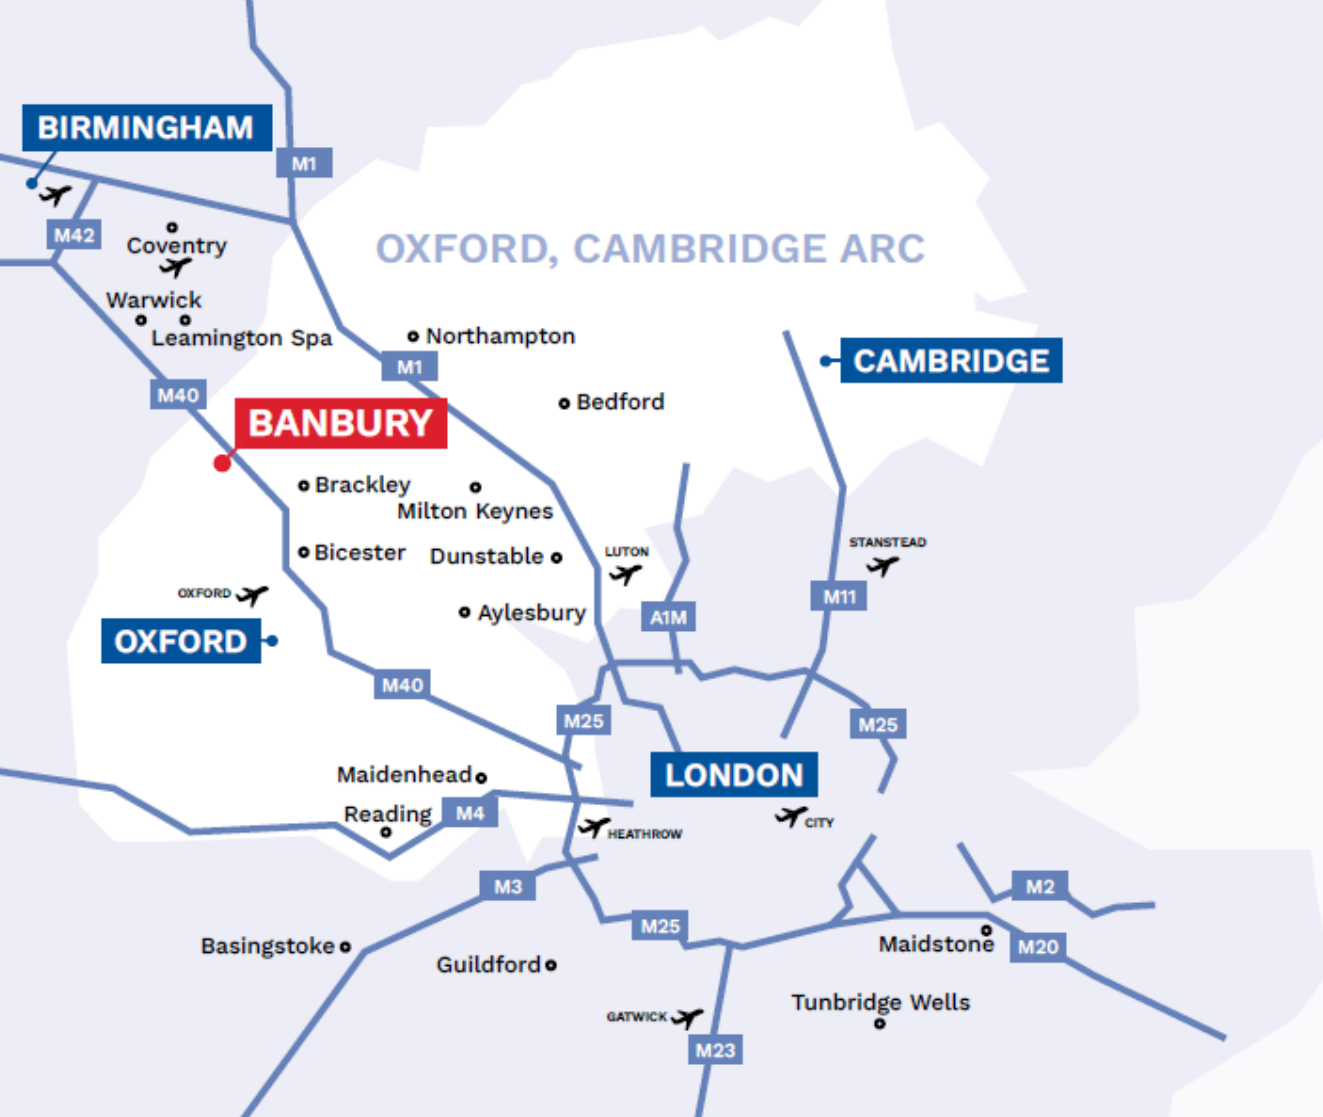 BIRMINGHAM
M1
M42
Coventry
OXFORD, CAMBRIDGE ARC
Warwick
Leamington Spa
Northampton
M1
CAMBRIDGE
M40
BANBURY
Bedford
Brackley
Milton Keynes
STANSTEAD
Bicester
Dunstable
LUTON
OXFORD
M11
Aylesbury
A1M
OXFORD
M40
M25
M25
Maidenhead
LONDON
Reading
M4
HEATHROW
CITY
M3
M2
M25
Basingstoke
Maidstone
M20
Guildford
Tunbridge Wells
GATWICK
M23